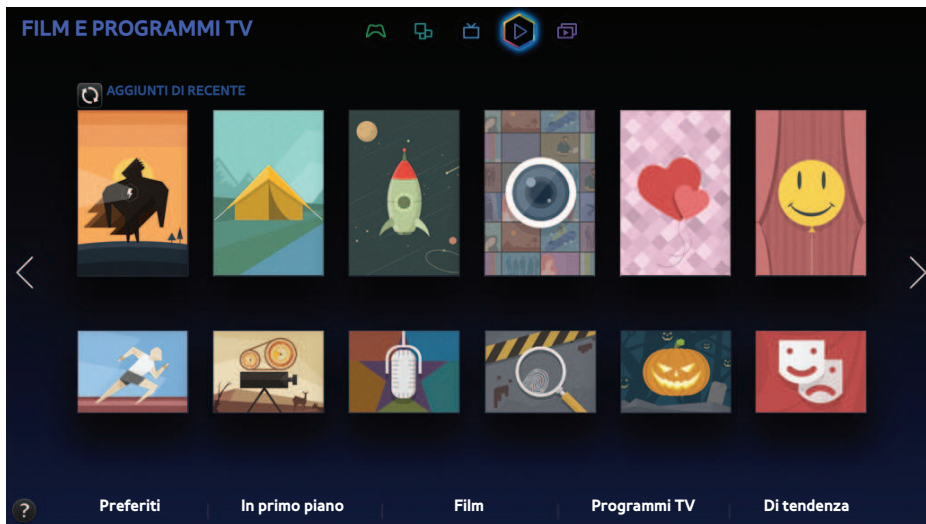 FILM E PROGRAMMI TV
AGGIUNTI DI RECENTE
?
Preferiti
In primo piano
Film
Programmi TV
Di tendenza